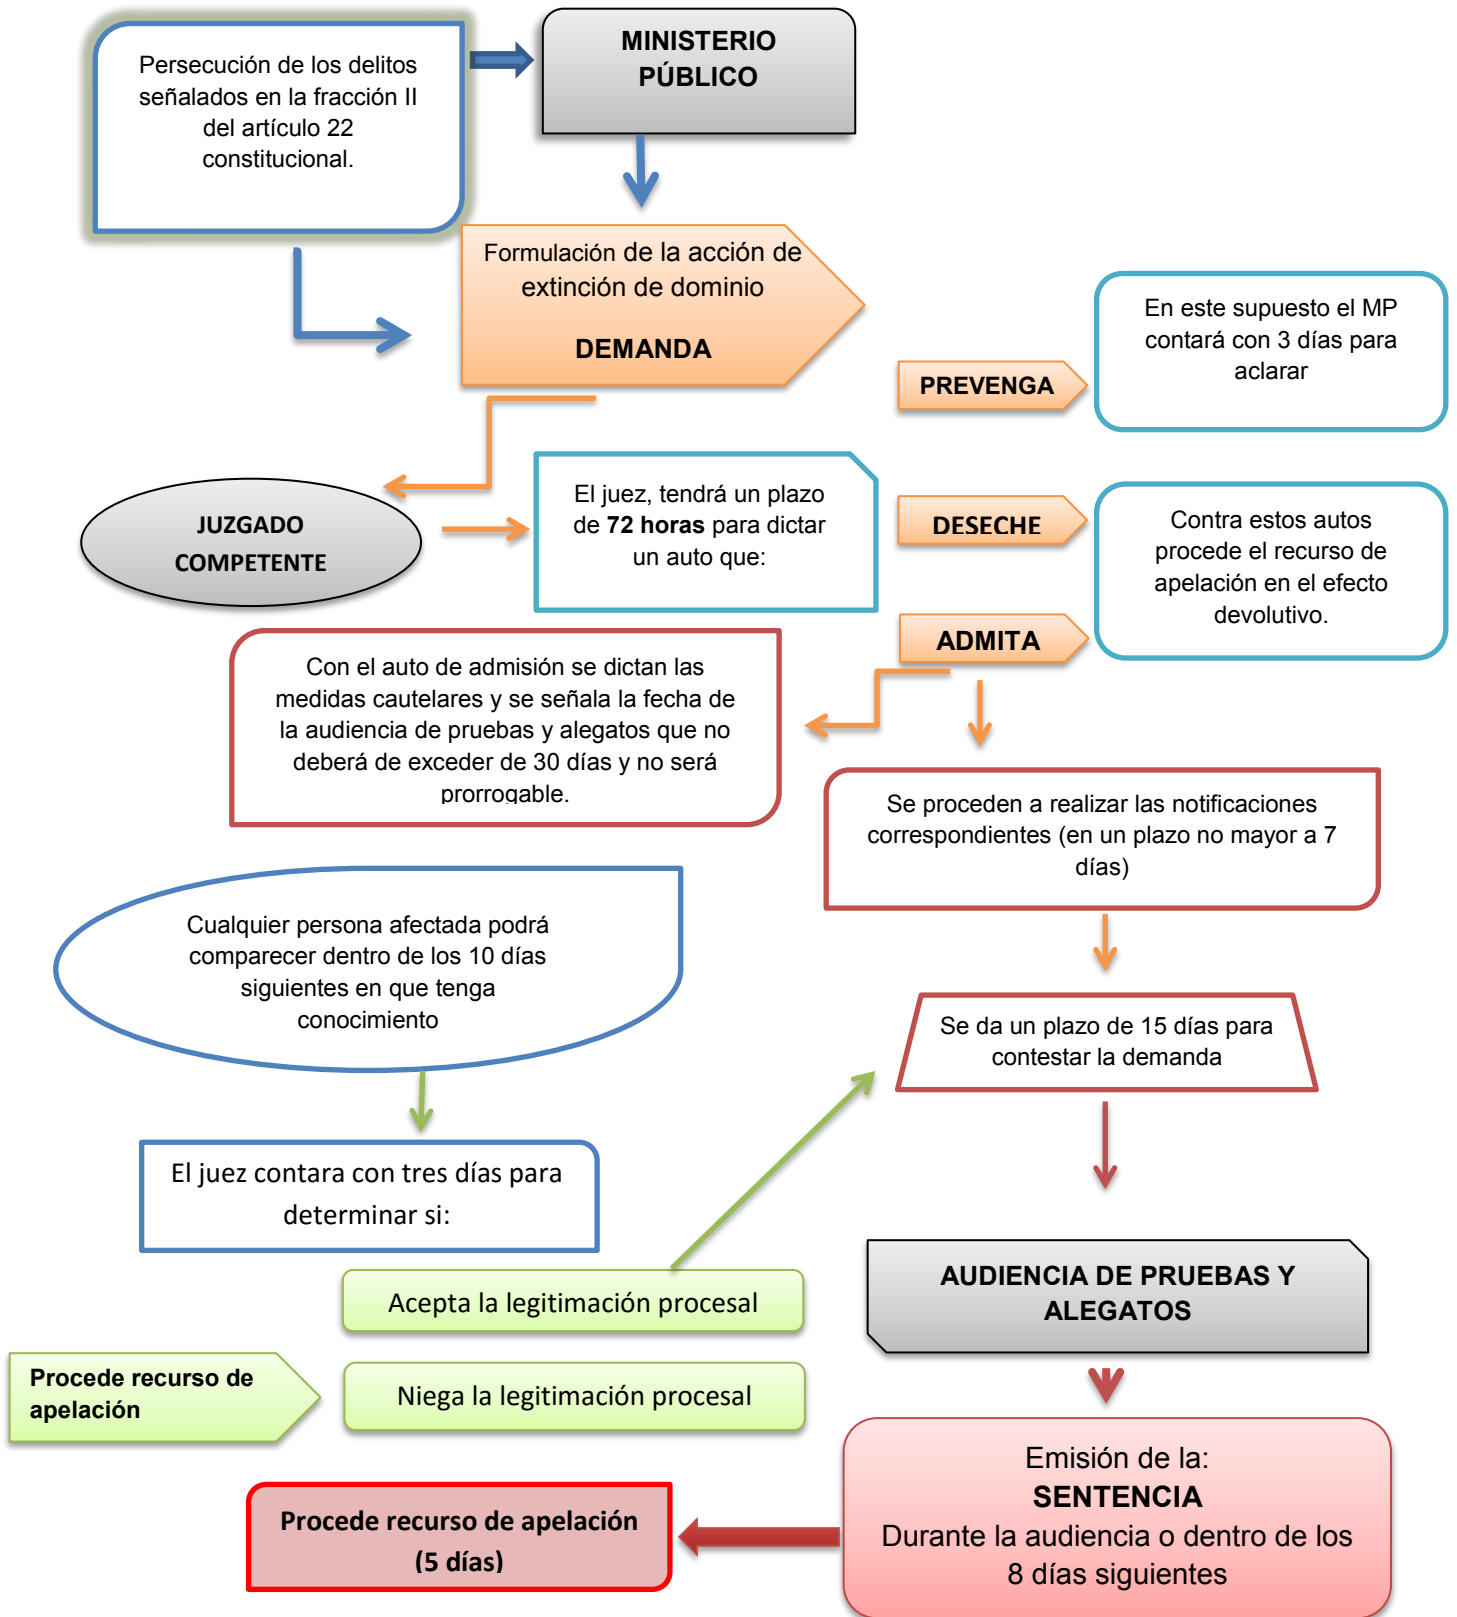 Persecución de los delitos
señalados en la fracción II
del artículo 22
constitucional.
MINISTERIO
PÚBLICO
Formulación de la acción de
extinción de dominio
DEMANDA
PREVENGA
En este supuesto el MP
contará con 3 días para
aclarar
JUZGADO
COMPETENTE
El juez, tendrá un plazo
de 72 horas para dictar
un auto que:
DESECHE
Contra estos autos
procede el recurso de
apelación en el efecto
devolutivo.
ADMITA
Con el auto de admisión se dictan las
medidas cautelares y se señala la fecha de
la audiencia de pruebas y alegatos que no
deberá de exceder de 30 días y no será
prorrogable.
Se proceden a realizar las notificaciones
correspondientes (en un plazo no mayor a 7
días)
Cualquier persona afectada podrá
comparecer dentro de los 10 días
siguientes en que tenga
conocimiento
Se da un plazo de 15 días para
contestar la demanda
El juez contara con tres días para
determinar si:
Acepta la legitimación procesal
AUDIENCIA DE PRUEBAS Y
ALEGATOS
Procede recurso de
apelación
Niega la legitimación procesal
Emisión de la:
SENTENCIA
Durante la audiencia o dentro de los
8 días siguientes
Procede recurso de apelación
(5 días)